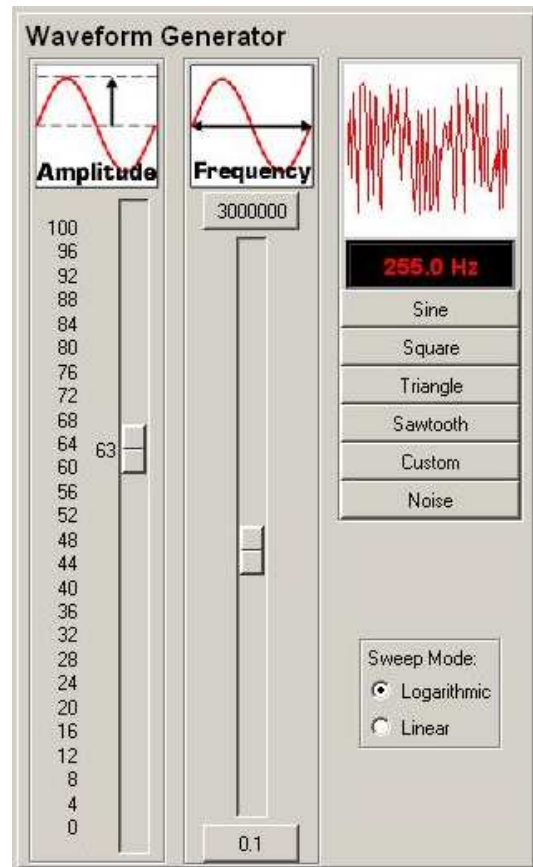 Waveform Generator
Amplitude
Frequency
3000000
100
96
92
88
84
80
76
72
68
64
63
60
56
52
48
44
40
36
32
28
24
20
16
12
8
4
0
0.1
255.0 Hz
Sine
Square
Triangle
Sawtooth
Custom
Noise
Sweep Mode:
Logarithmic
Linear